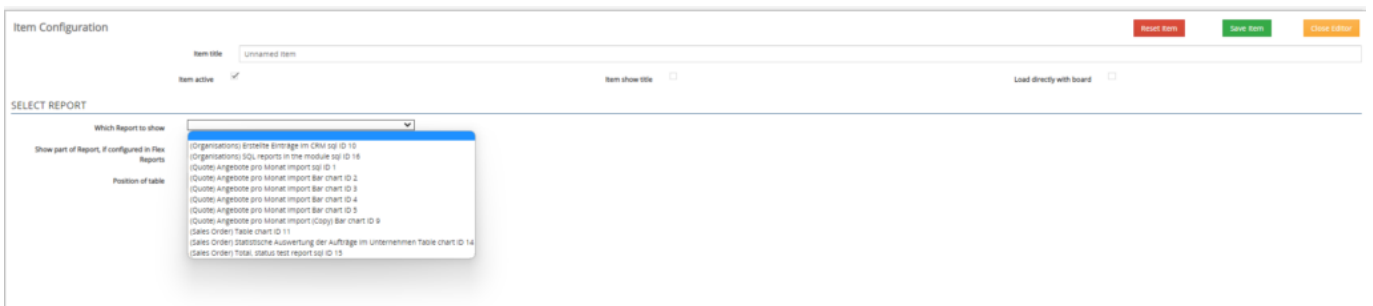 Item Configuration
Reset Item
Save Item
Close Editor
Item title
Unnamed Item
Item active
Item show title
Load directly with board
SELECT REPORT
Which Report to show
(Organisations) Erstellte Einträge im CRM sql ID 10
(Organisations) SQL reports in the module sql ID 16
(Quote) Angebote pro Monat import sql ID 1
(Quote) Angebote pro Monat import Bar chart ID 2
(Quote) Angebote pro Monat import Bar chart ID 3
(Quote) Angebote pro Monat import Bar chart ID 4
(Quote) Angebote pro Monat import Bar chart ID 5
(Quote) Angebote pro Monat import (Copy) Bar chart ID 9
(Sales Order) Table chart ID 11
(Sales Order) Statistische Auswertung der Aufträge im Unternehmen Table chart ID 14
(Sales Order) Total, status test report sql ID 15
Show part of Report, if configured in Flex
Reports
Position of table